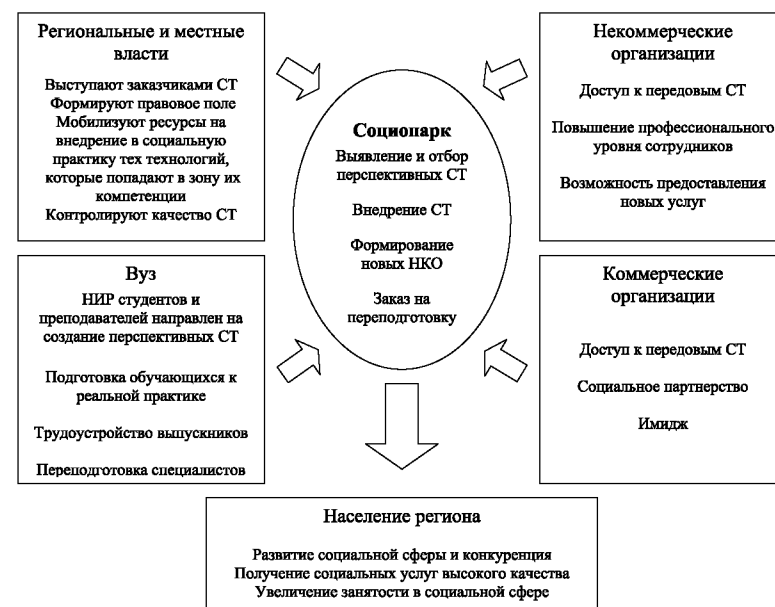 Региональные и местные
власти
Выступают заказчиками СТ
Формируют правовое поле
Мобилизуют ресурсы на
внедрение в социальную
практику тех технологий,
которые попадают в зону их
компетенции
Контролируют качество СТ
Некоммерческие
организации
Доступ к передовым СТ
Повышение профессионального
уровня сотрудников
Возможность предоставления
новых услуг
Социопарк
Выявление и отбор
перспективных СТ
Внедрение СТ
Формирование
новых НКО
Заказ на
переподготовку
Вуз
НИР студентов и
преподавателей направлен на
создание перспективных СТ
Подготовка обучающихся к
реальной практике
Трудоустройство выпускников
Переподготовка специалистов
Коммерческие
организации
Доступ к передовым СТ
Социальное партнерство
Имидж
Население региона
Развитие социальной сферы и конкуренция
Получение социальных услуг высокого качества
Увеличение занятости в социальной сфере